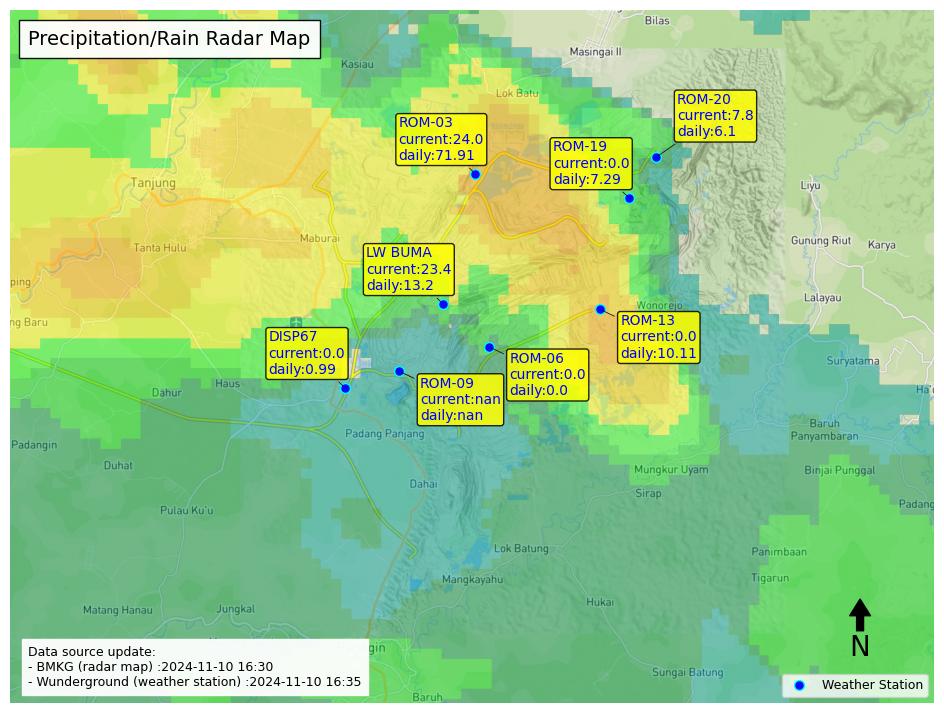 Precipitation/Rain Radar Map
Bilas
Masingai II
Kasiau
Lok Batu
ROM-20
current:7.8
daily:6.1
ROM-03
current:24.0
daily:71.91
ROM-19
current:0.0
daily:7.29
Tanjung
Liyu
Maburai
Tanta Hulu
Gunung Riut
Karya
LW BUMA
current:23.4
daily:13.2
ping
Lalayau
Wonorejo
ng Baru
ROM-13
current:0.0
daily:10.11
DISP67
current:0.0
daily:0.99
ROM-06
current:0.0
daily:0.0
Suryatama
Haus
Dahur
ROM-09
current:nan
daily:nan
Ha
Baruh
Panyambaran
Padang Panjang
Padangin
Duhat
Mungkur Uyam
Binjai Punggal
Dahai
Sirap
Padang
Pulau Ku'u
Lok Batung
Panimbaan
Mangkayahu
Tigarun
Hukai
Matang Hanau
Jungkal
N
gin
Data source update:
- BMKG (radar map) :2024-11-10 16:30
- Wunderground (weather station) :2024-11-10 16:35
Sungai Batung
Weather Station
Baruh